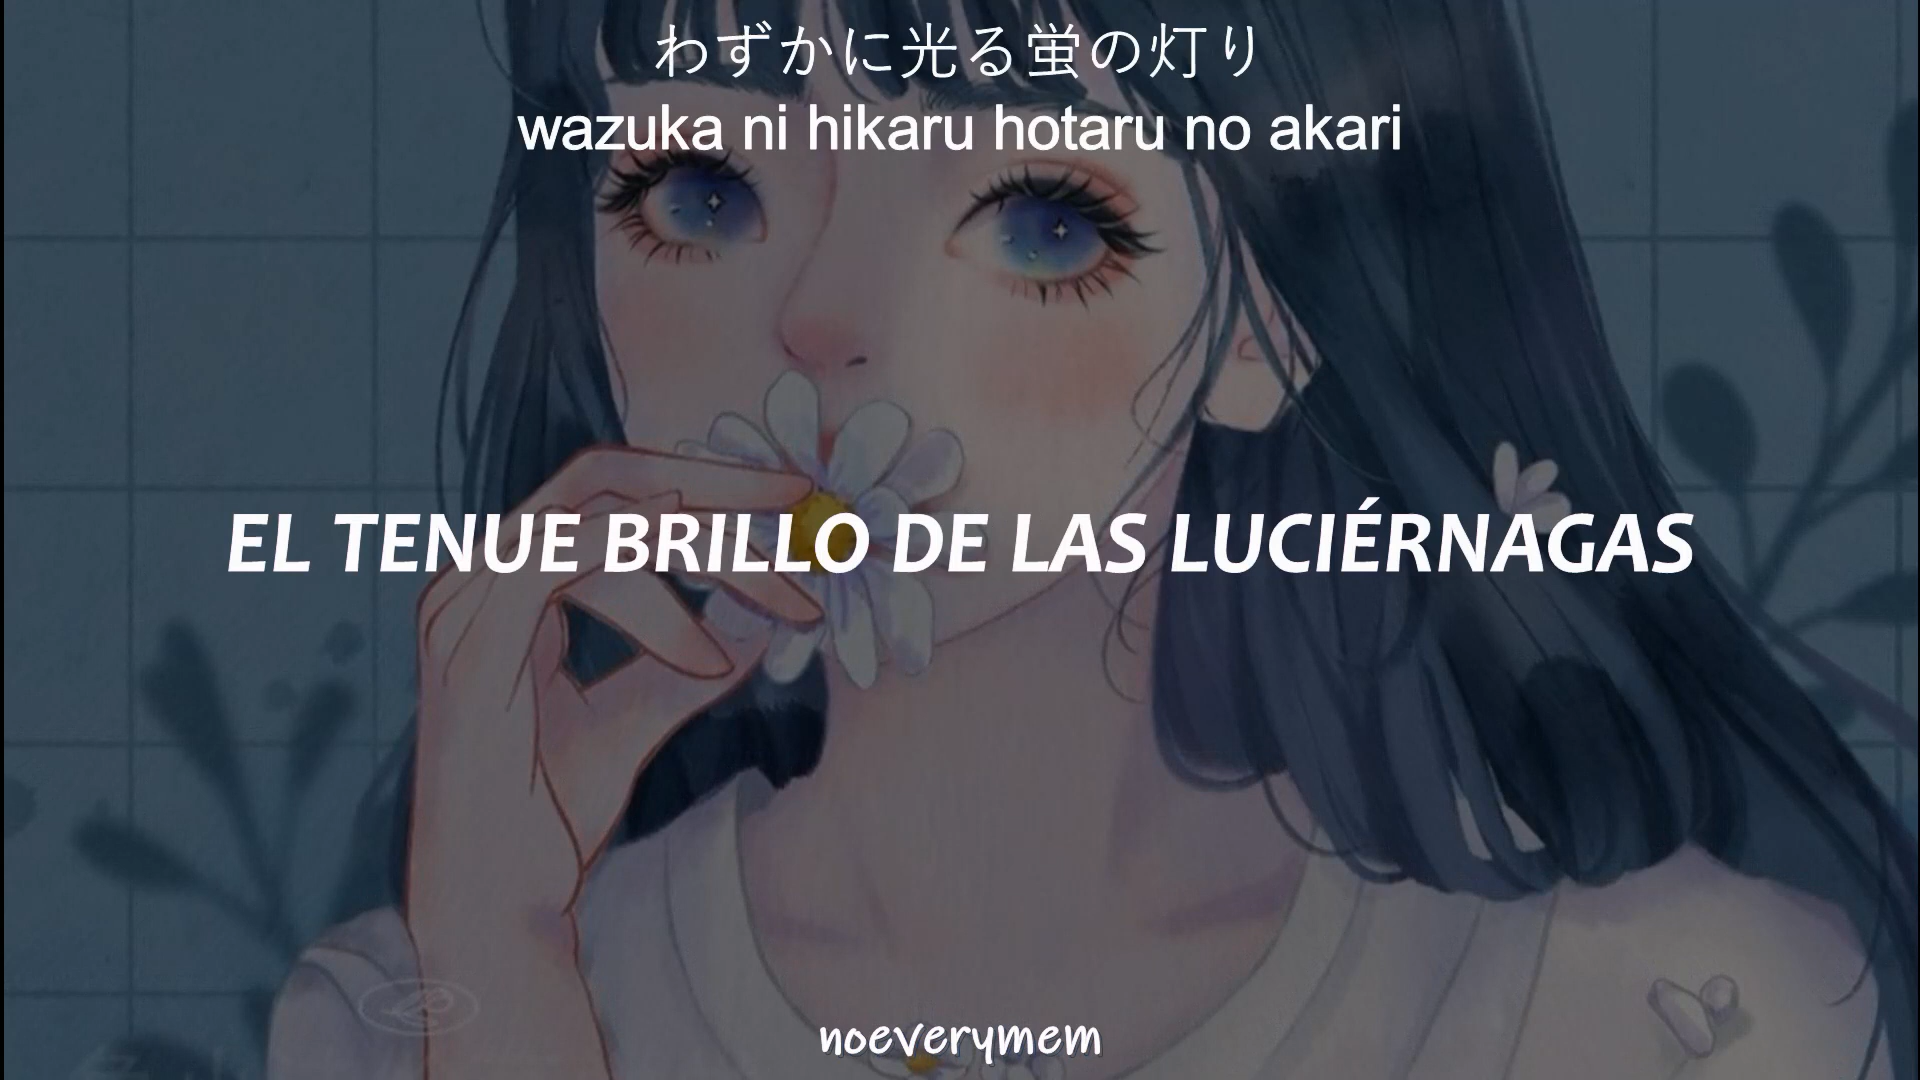 わずかに光る蛍の灯り
wazuka ni hikaru hotaru no akari
EL TENUE BRILLO DE LAS LUCIÉRNAGAS
noeverymem